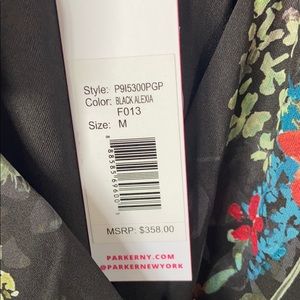 Style: P9I5300PGP
Color: BLACK ALEXIA
F013
Size: M
MSRP: $358.00
PARKERNY.COM
@PARKERNEWYORK